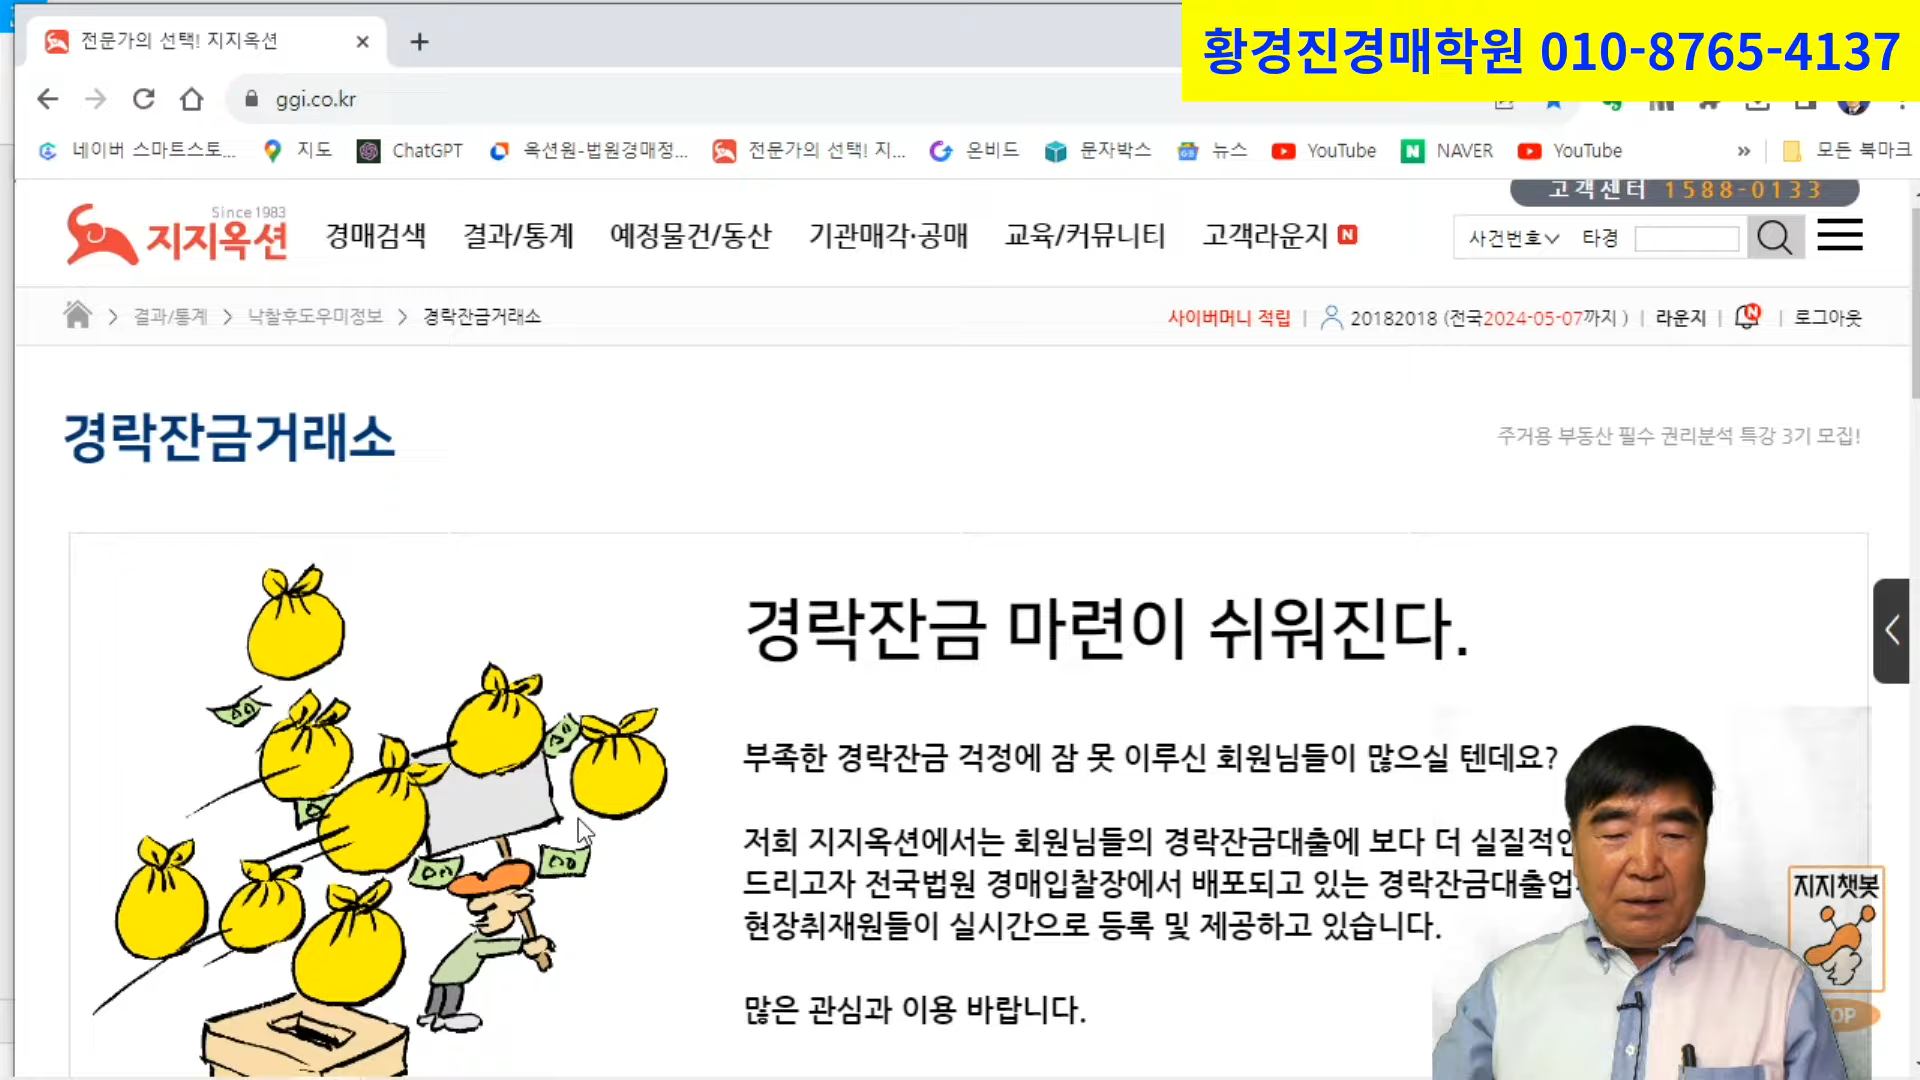 전문가의 선택! 지지옥션
황경진경매학원 010-8765-4137
ggi.co.kr
네이버 스마트스토... 지도 ChatGPT 옥션원-법원경매정... 전문가의 선택! 지... 온비드 문자박스 뉴스 YouTube NAVER YouTube » 모든 북마크
고객센터 1588-0133
Since1983
지지옥션 경매검색 결과/통계 예정물건/동산 기관매각·공매 교육/커뮤니티 고객라운지 N 사건번호 타경
결과/통계 > 낙찰후도우미정보 > 경락잔금거래소 사이버머니 적립 | 20182018 (전국2024-05-07까지 ) | 라운지 | N | 로그아웃
경락잔금거래소
주거용 부동산 필수 권리분석 특강 3기 모집!
경락잔금 마련이 쉬워진다.
부족한 경락잔금 걱정에 잠 못 이루신 회원님들이 많으실 텐데요?
저희 지지옥션에서는 회원님들의 경락잔금대출에 보다 더 실질적인
드리고자 전국법원 경매입찰장에서 배포되고 있는 경락잔금대출업
현장취재원들이 실시간으로 등록 및 제공하고 있습니다.
많은 관심과 이용 바랍니다.
지지챗봇